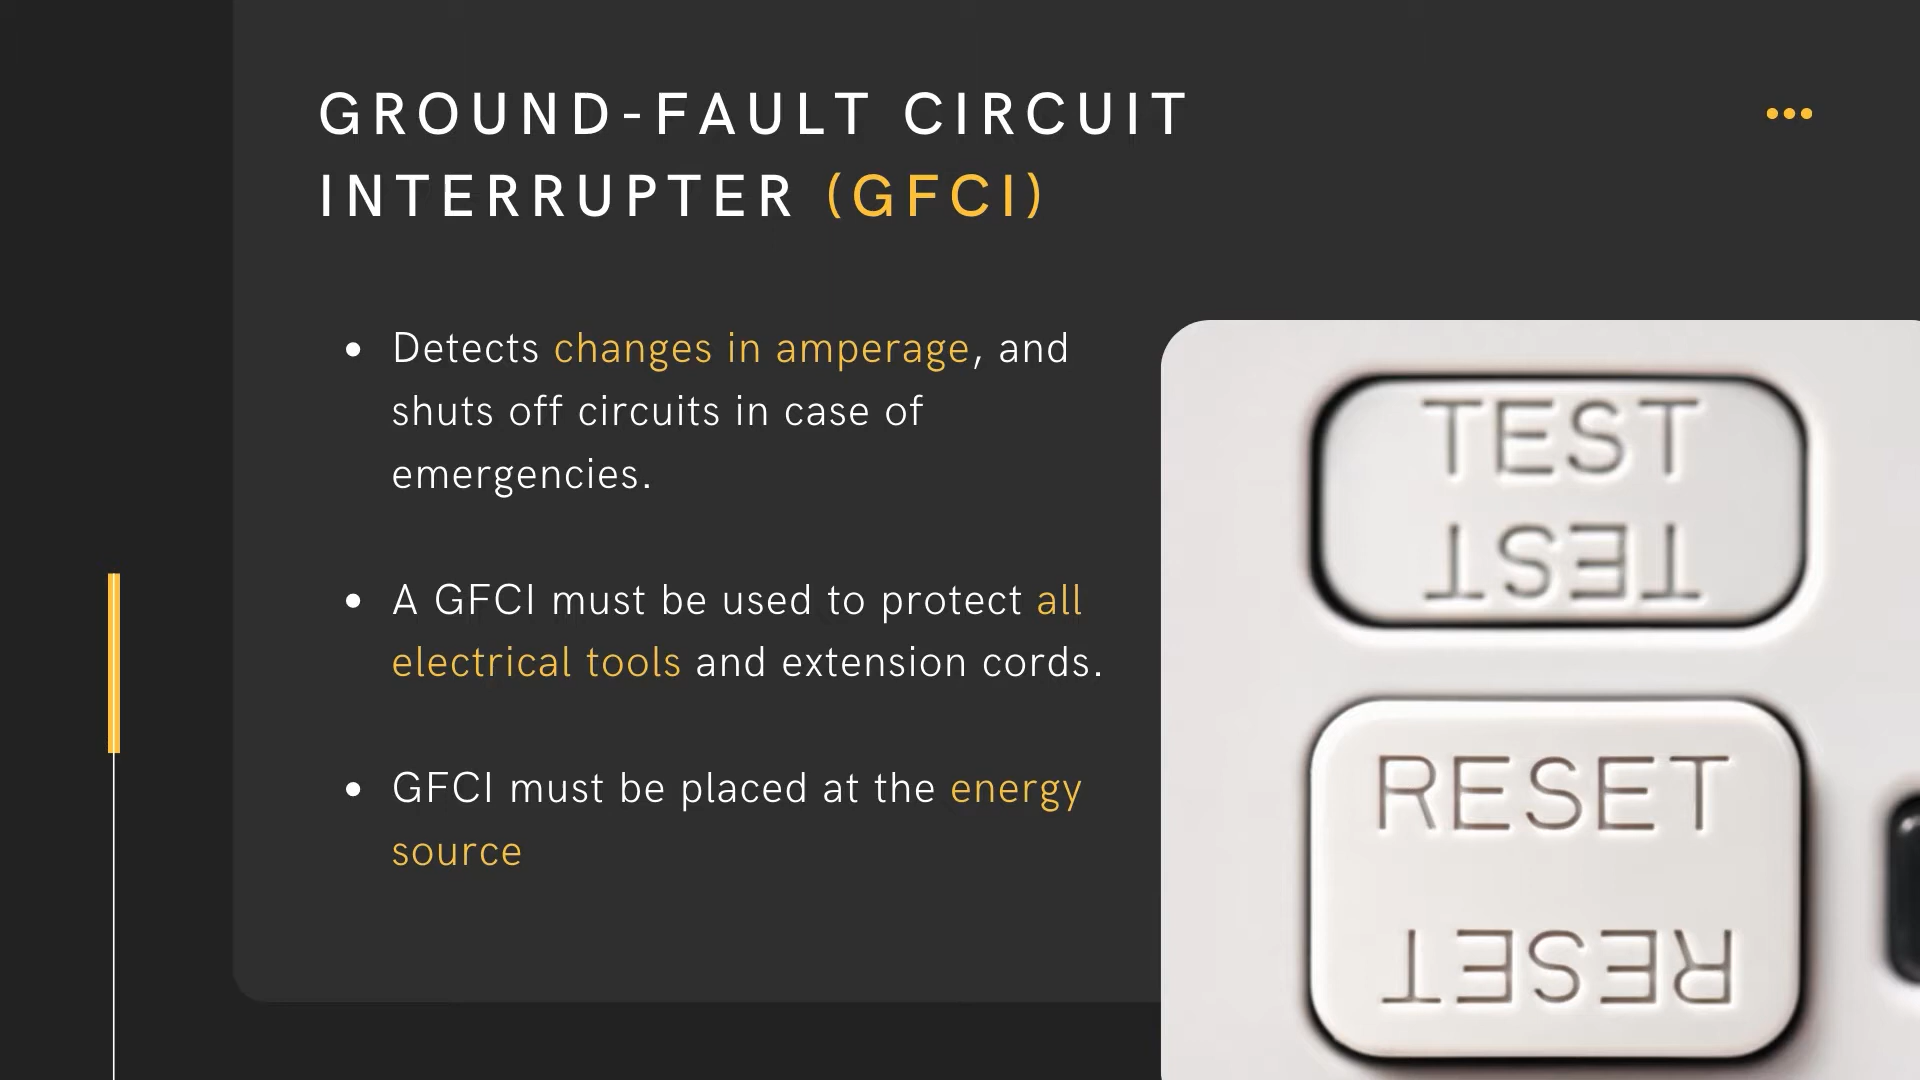 GROUND-FAULT CIRCUIT
INTERRUPTER (GFCI)
• Detects changes in amperage, and
shuts off circuits in case of
emergencies.
• A GFCI must be used to protect all
electrical tools and extension cords.
• GFCI must be placed at the energy
source
TEST
TEST
RESET
RESET